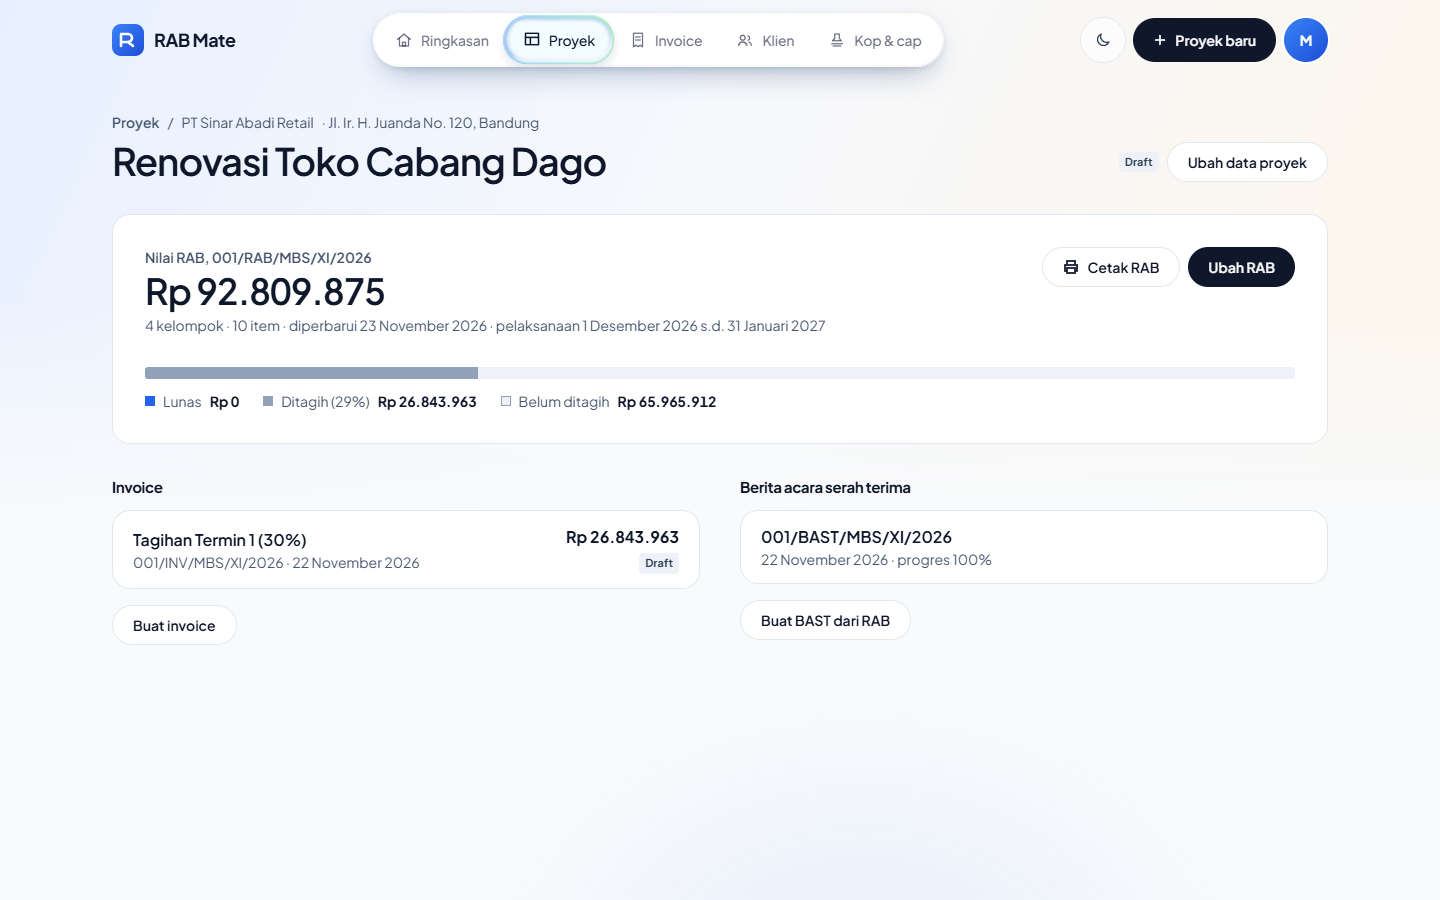 RAB Mate
Ringkasan
Proyek
Invoice
Klien
Kop & cap
Proyek baru
M
Proyek / PT Sinar Abadi Retail · Jl. Ir. H. Juanda No. 120, Bandung
Renovasi Toko Cabang Dago
Draft
Ubah data proyek
Nilai RAB, 001/RAB/MBS/XI/2026
Rp 92.809.875
4 kelompok · 10 item · diperbarui 23 November 2026 · pelaksanaan 1 Desember 2026 s.d. 31 Januari 2027
Cetak RAB
Ubah RAB
Lunas Rp 0
Ditagih (29%) Rp 26.843.963
Belum ditagih Rp 65.965.912
Invoice
Tagihan Termin 1 (30%)
Rp 26.843.963
001/INV/MBS/XI/2026 · 22 November 2026
Draft
Buat invoice
Berita acara serah terima
001/BAST/MBS/XI/2026
22 November 2026 · progres 100%
Buat BAST dari RAB